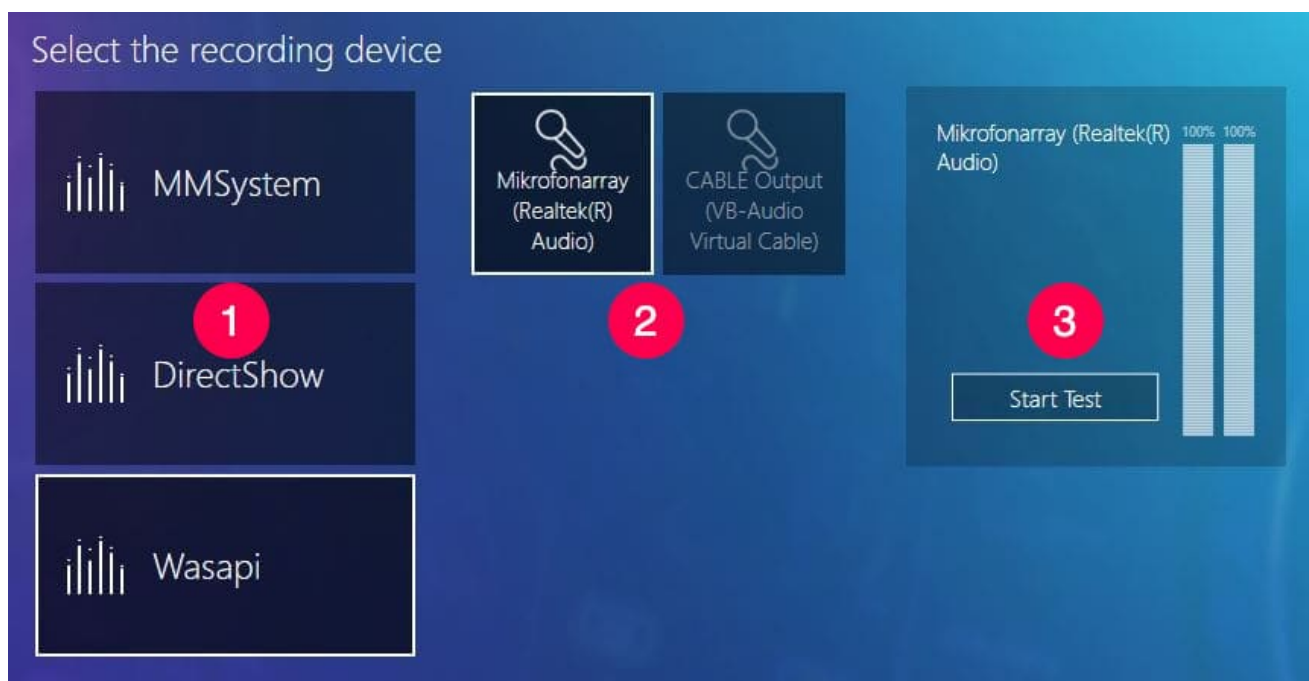 Select the recording device
MMSystem
1
DirectShow
Wasapi
Mikrofonarray
(Realtek(R)
Audio)
CABLE Output
(VB-Audio
Virtual Cable)
2
Mikrofonarray (Realtek(R)
Audio)
100% 100%
3
Start Test